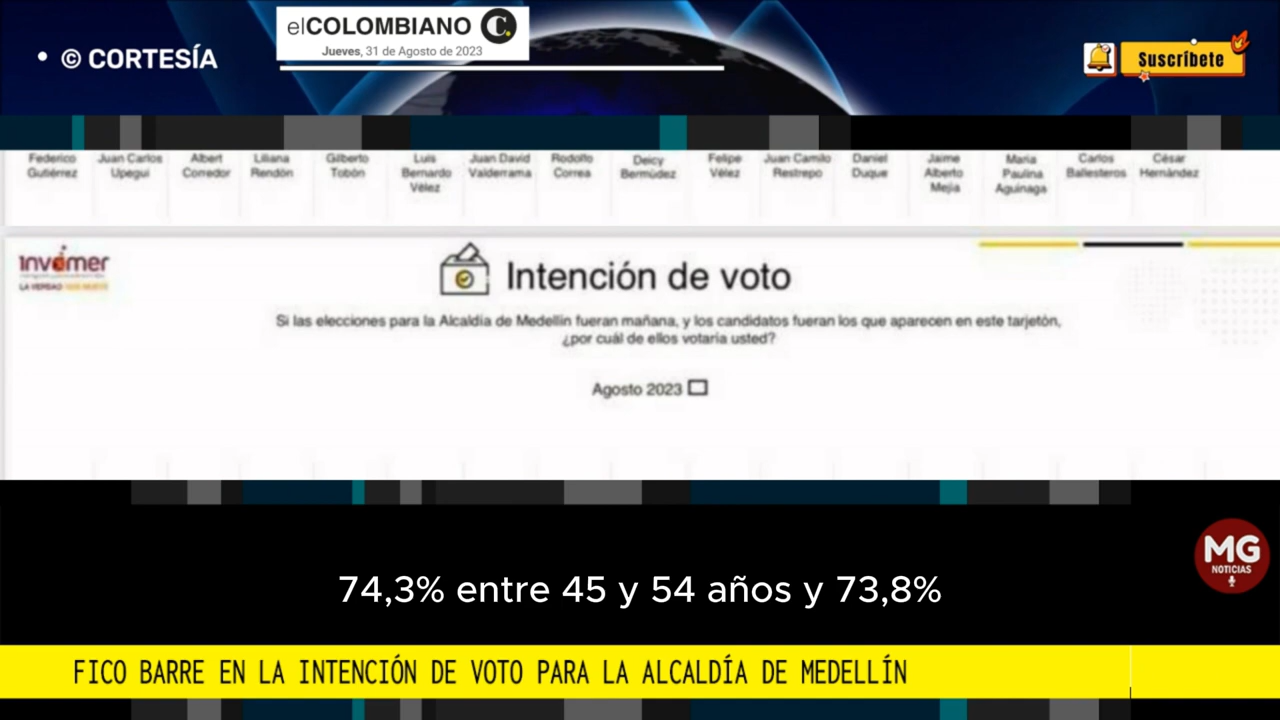 elCOLOMBIANO C.
Jueves, 31 de Agosto de 2023
• © CORTESÍA
Suscríbete
Federico Gutiérrez
Juan Carlos Upegui
Albert Corredor
Liliana Rendón
Gilberto Tobón
Luis Bernardo Vélez
Juan David Valderrama
Rodolfo Correa
Deicy Bermúdez
Felipe Vélez
Juan Camilo Restrepo
Daniel Duque
Jaime Alberto Mejía
Maria Paulina Aguinaga
Carlos Ballesteros
César Hernández
invamer
LA VERDAD
Intención de voto
Si las elecciones para la Alcaldía de Medellín fueran mañana, y los candidatos fueran los que aparecen en este tarjetón,
¿por cuál de ellos votaría usted?
Agosto 2023
74,3% entre 45 y 54 años y 73,8%
MG
NOTICIAS
FICO BARRE EN LA INTENCIÓN DE VOTO PARA LA ALCALDÍA DE MEDELLÍN